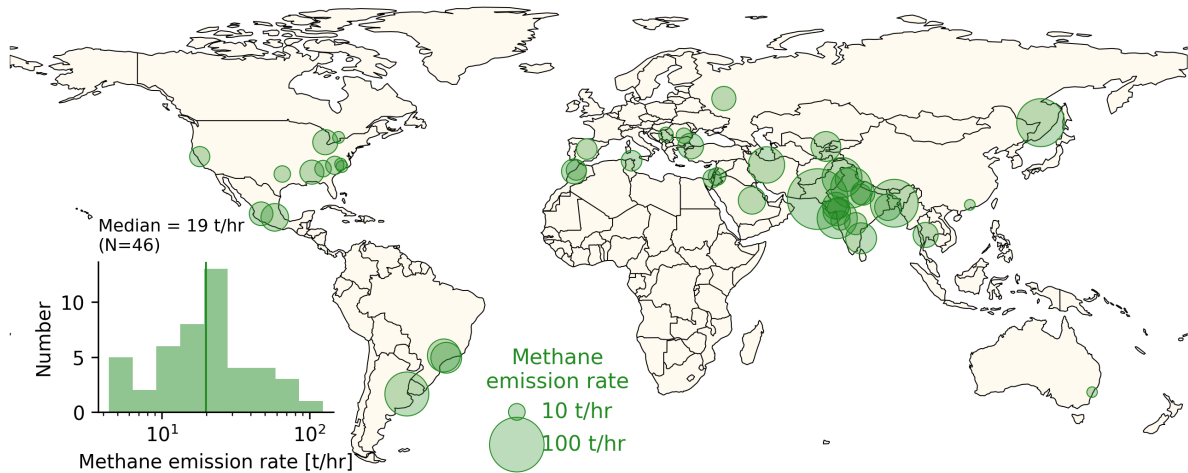 Median = 19 t/hr
(N=46)
Number
10
5
0
10¹
10²
Methane emission rate [t/hr]
Methane
emission rate
10 t/hr
100 t/hr